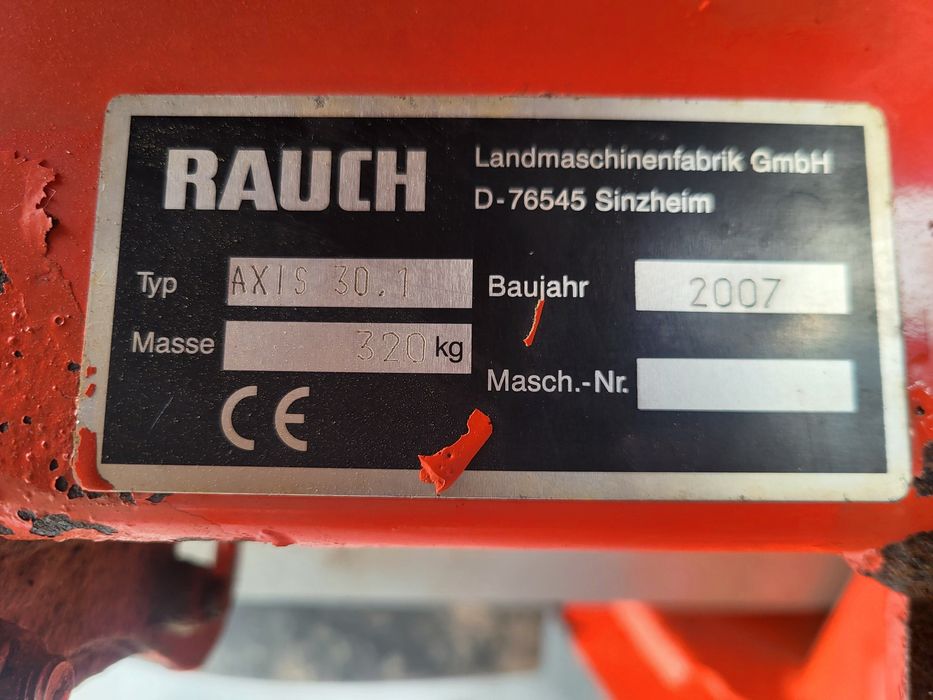 RAUCH
Landmaschinenfabrik GmbH
D-76545 Sinzheim
Typ AXIS 30.1
Baujahr 2007
Masse 320 kg
Masch.-Nr.
CE